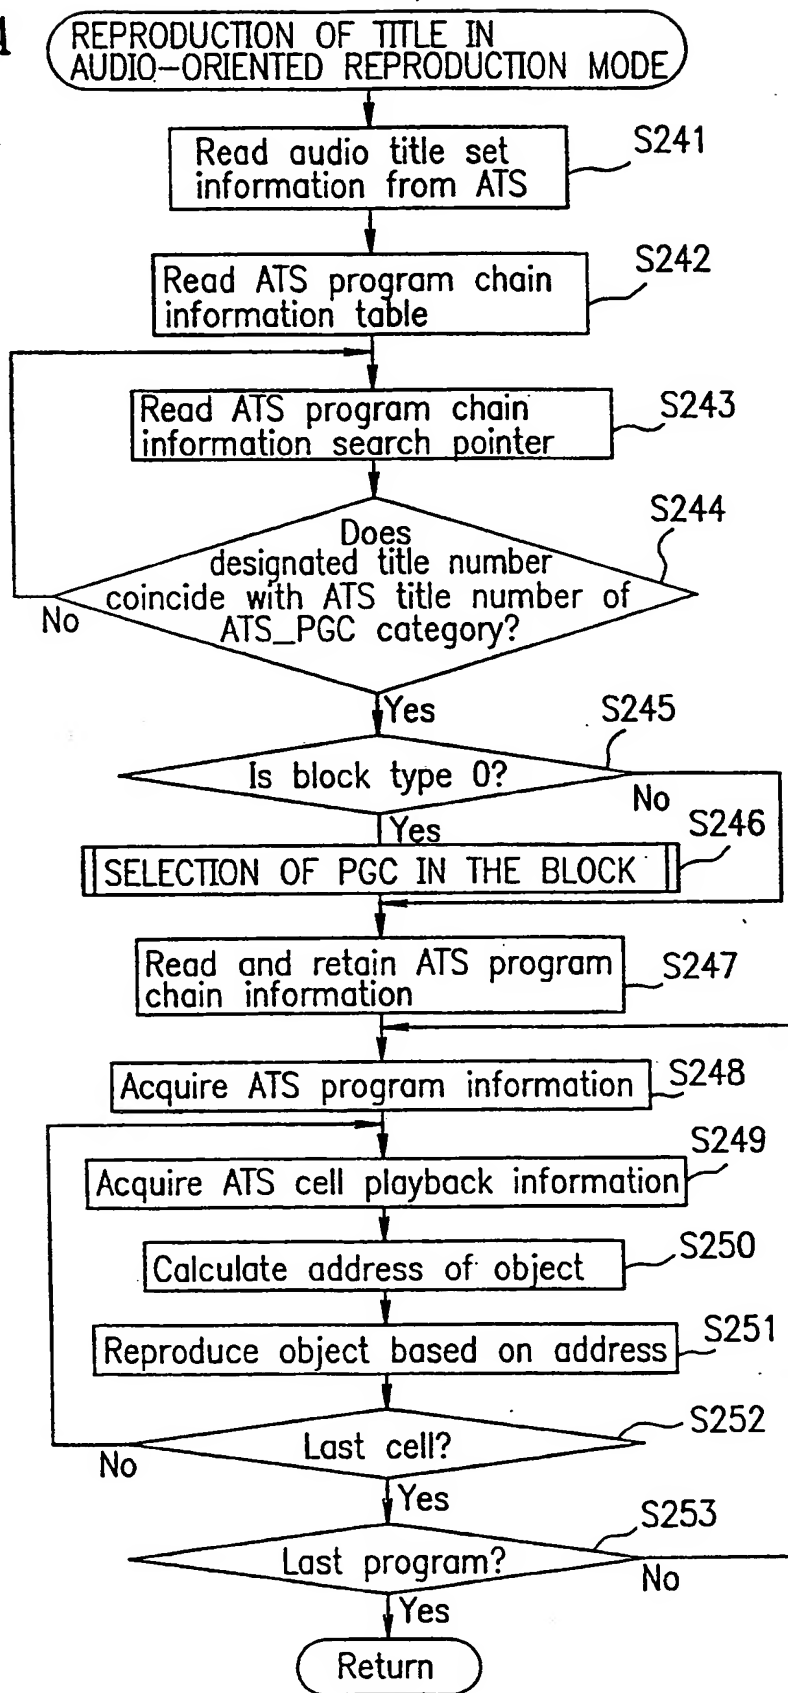 REPRODUCTION OF TITLE IN
AUDIO-ORIENTED REPRODUCTION MODE
Read audio title set
information from ATS
S241
Read ATS program chain
information table
S242
Read ATS program chain
information search pointer
S243
Does
designated title number
coincide with ATS title number of
ATS_PGC category?
S244
No
Yes
Is block type 0?
S245
No
Yes
SELECTION OF PGC IN THE BLOCK
S246
Read and retain ATS program
chain information
S247
Acquire ATS program information
S248
Acquire ATS cell playback information
S249
Calculate address of object
S250
Reproduce object based on address
S251
Last cell?
S252
No
Yes
Last program?
S253
No
Yes
Return